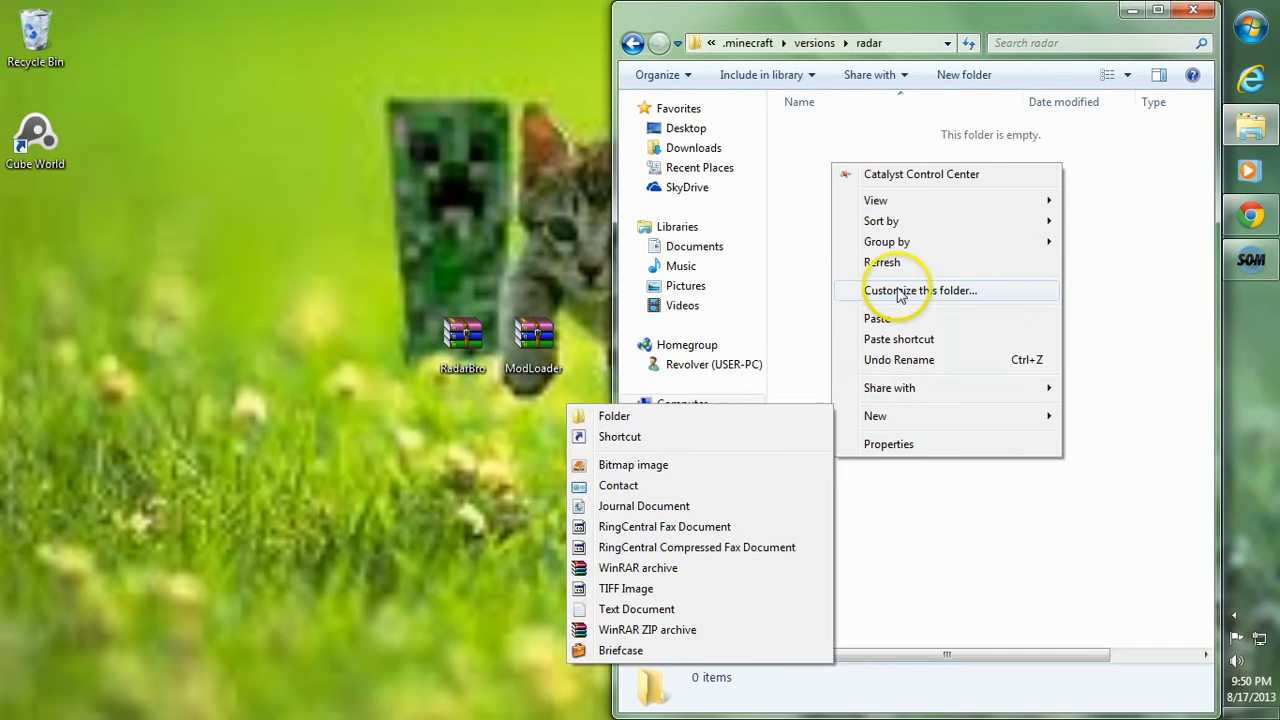 Recycle Bin
Cube World
RadarBro
ModLoader
« .minecraft versions radar
Search radar
Organize Include in library Share with New folder
Name Date modified Type
This folder is empty.
Favorites
Desktop
Downloads
Recent Places
SkyDrive
Libraries
Documents
Music
Pictures
Videos
Homegroup
Revolver (USER-PC)
Computer
Catalyst Control Center
View
Sort by
Group by
Refresh
Customize this folder...
Paste
Paste shortcut
Undo Rename Ctrl+Z
Share with
New
Properties
Folder
Shortcut
Bitmap image
Contact
Journal Document
RingCentral Fax Document
RingCentral Compressed Fax Document
WinRAR archive
TIFF Image
Text Document
WinRAR ZIP archive
Briefcase
0 items
SOM
9:50 PM
8/17/2013